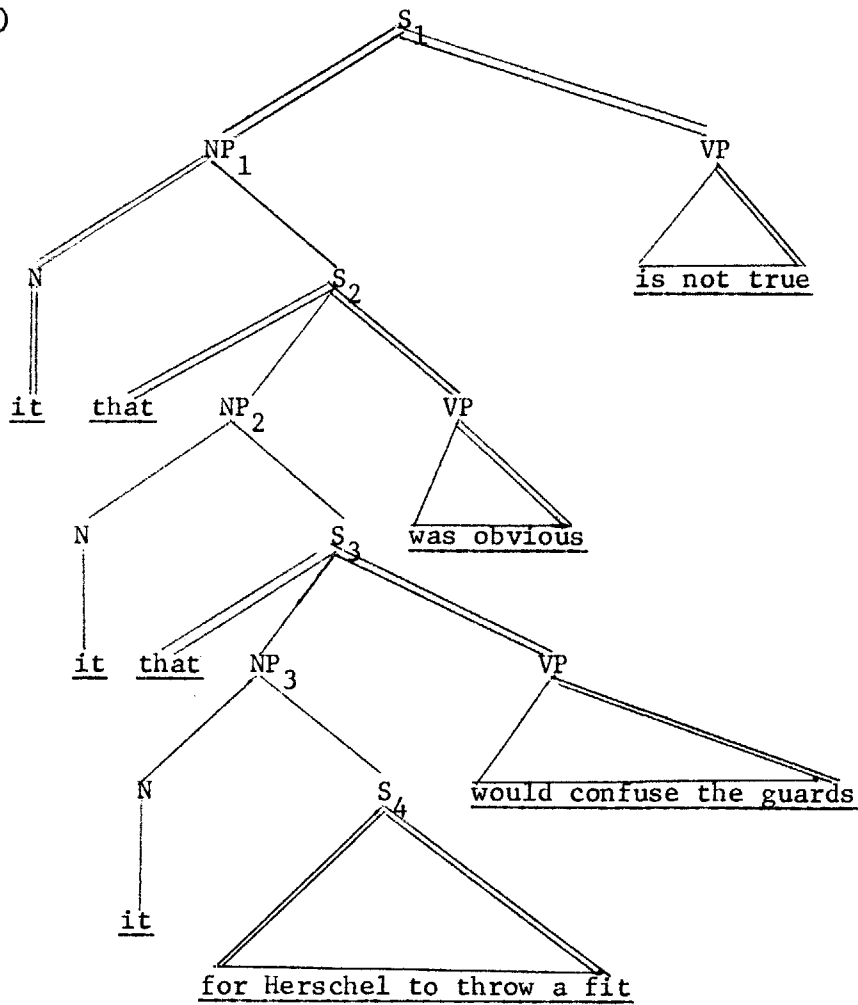 )
S1
NP1 VP
N S2 is not true
it that NP2 VP
N S3 was obvious
it that NP3 VP
N S4 would confuse the guards
it
for Herschel to throw a fit